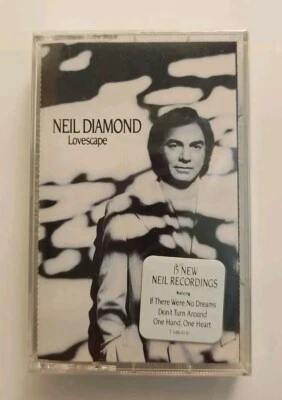 NEIL DIAMOND
Lovescape
15 NEW
NEIL RECORDINGS
Featuring
If There Were No Dreams
Don't Turn Around
One Hand, One Heart